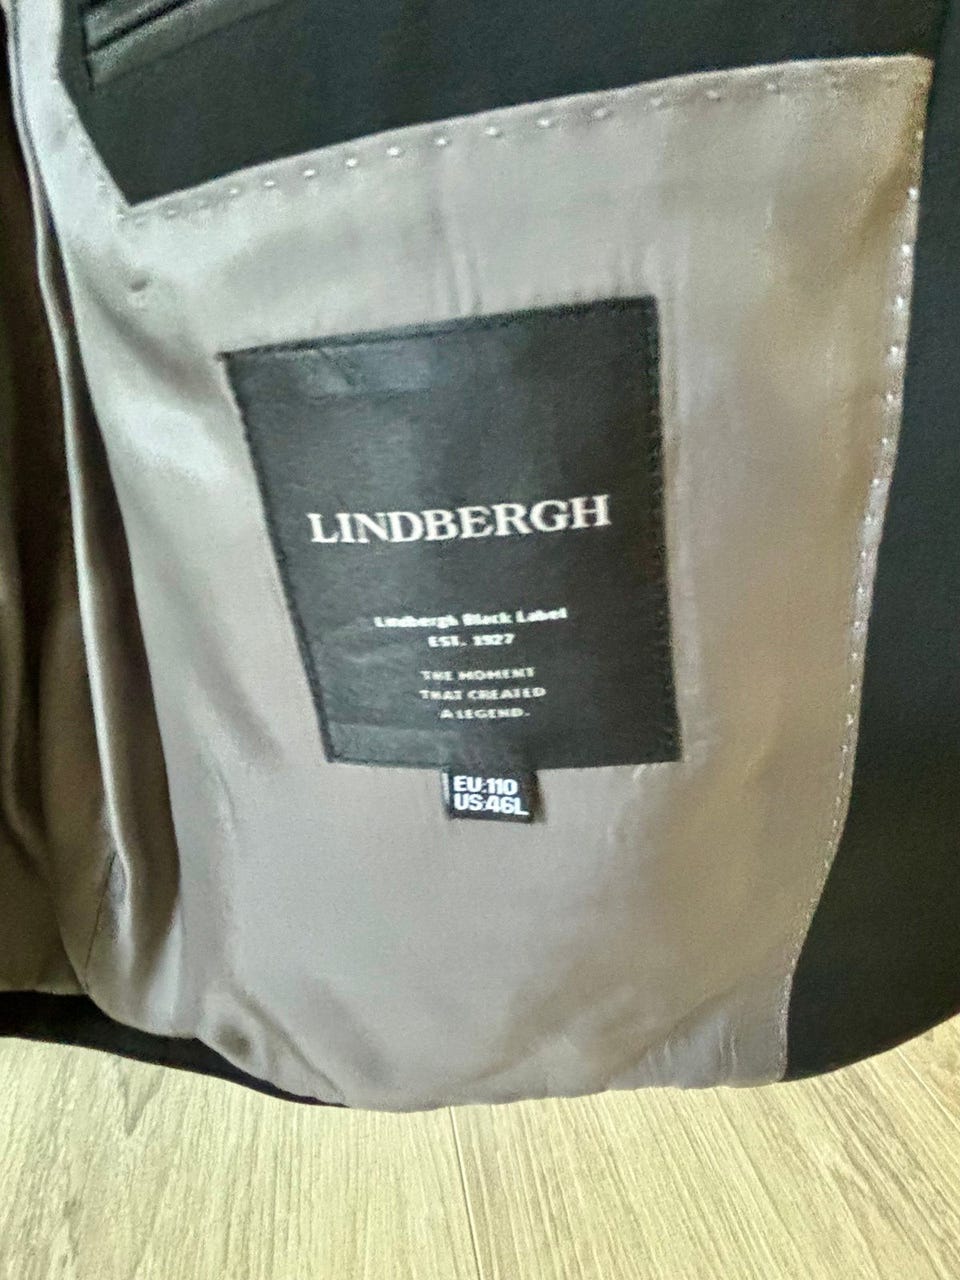 LINDBERGH
Lindbergh Black Label
EST. 1927
THE MOMENT
THAT CREATED
A LEGEND.
EU:110
US:46L